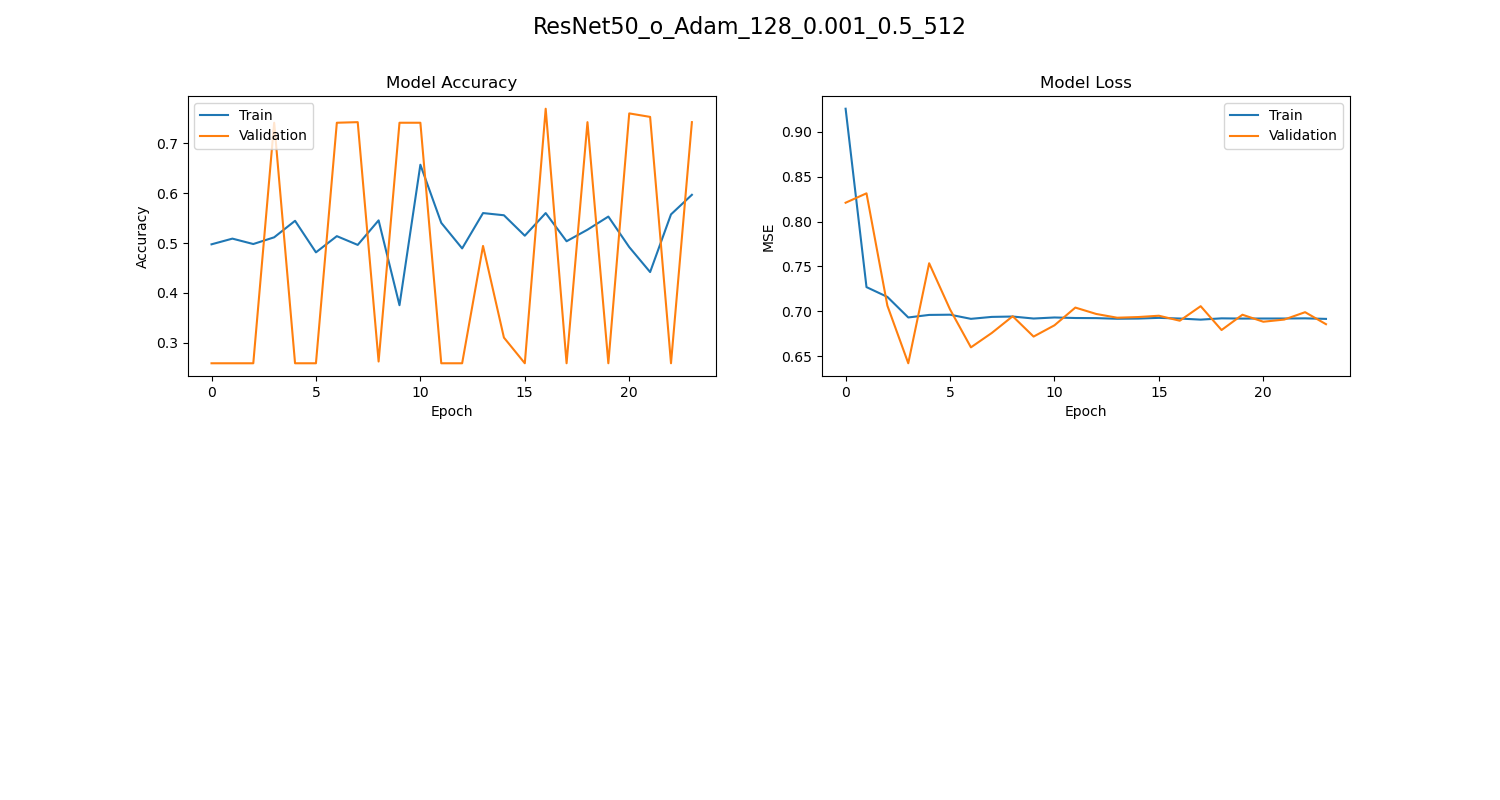 ResNet50_o_Adam_128_0.001_0.5_512
Model Accuracy
Train
Validation
0.7
0.6
0.5
0.4
0.3
Accuracy
0 5 10 15 20
Epoch
Model Loss
Train
Validation
0.90
0.85
0.80
0.75
0.70
0.65
MSE
0 5 10 15 20
Epoch